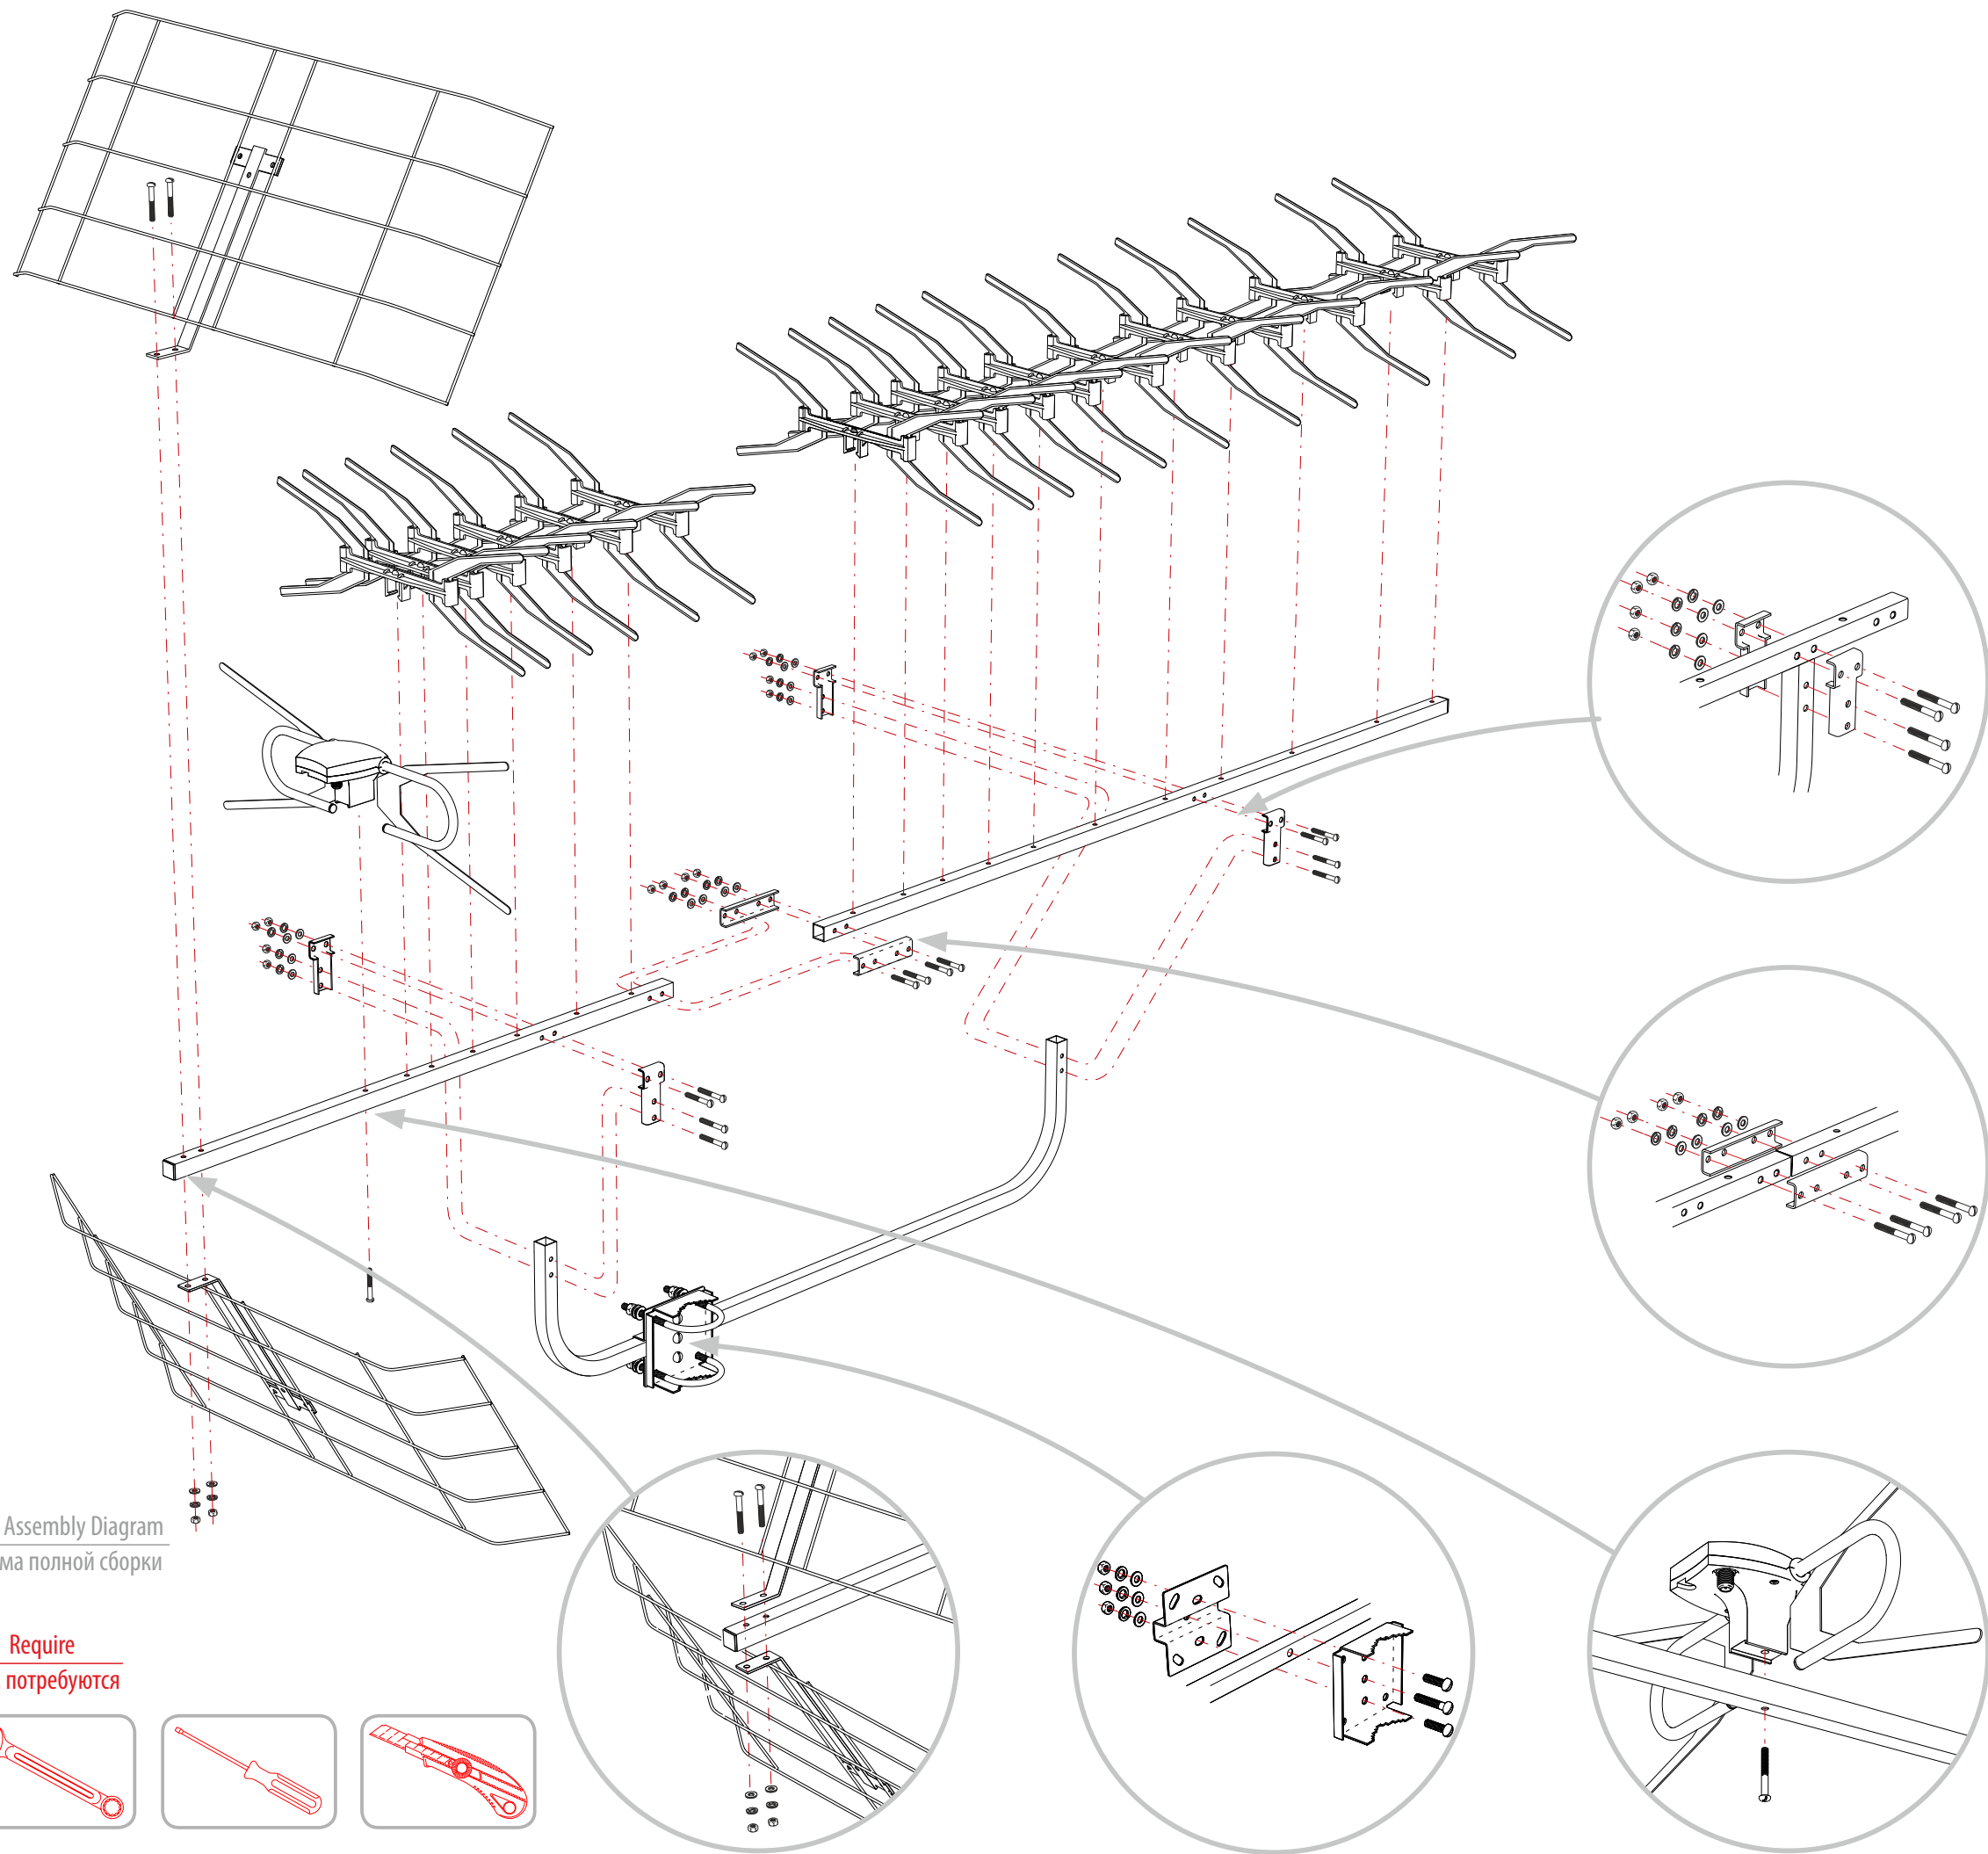 Assembly Diagram
ма полной сборки
Require
потребуются